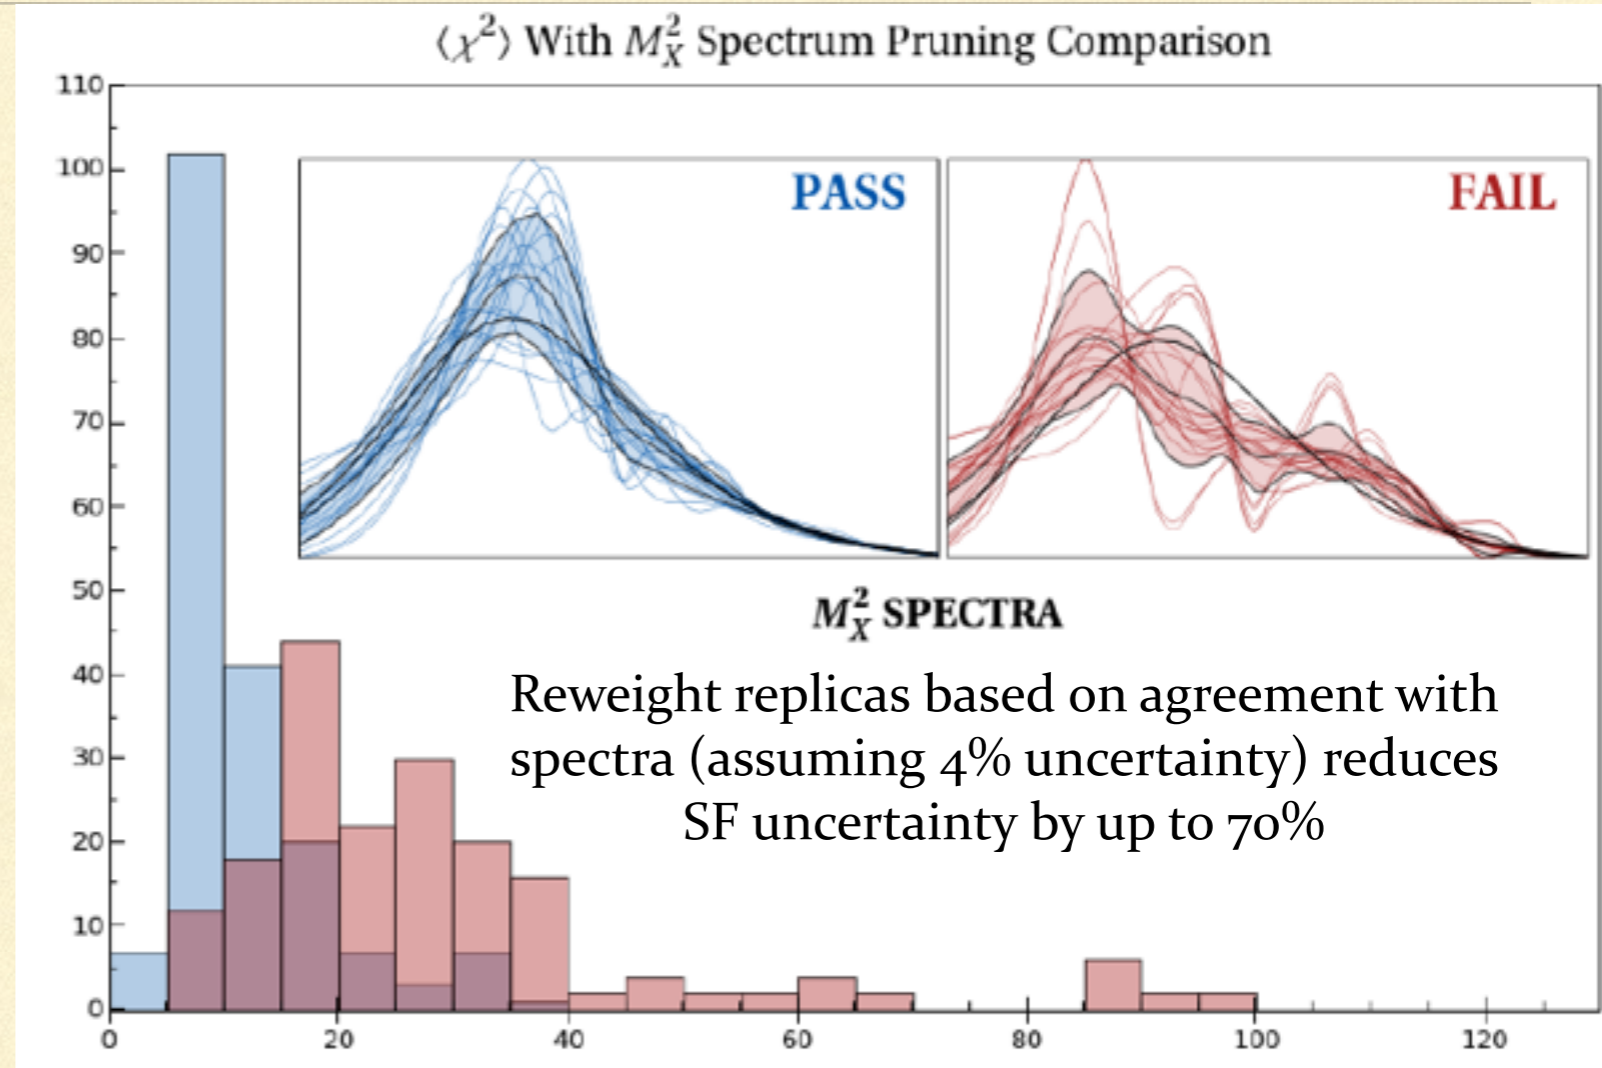 ⟨χ²⟩ With M²_X Spectrum Pruning Comparison
110
100
90
80
70
60
50
40
30
20
10
0
PASS
FAIL
M²_X SPECTRA
Reweight replicas based on agreement with
spectra (assuming 4% uncertainty) reduces
SF uncertainty by up to 70%
0 20 40 60 80 100 120